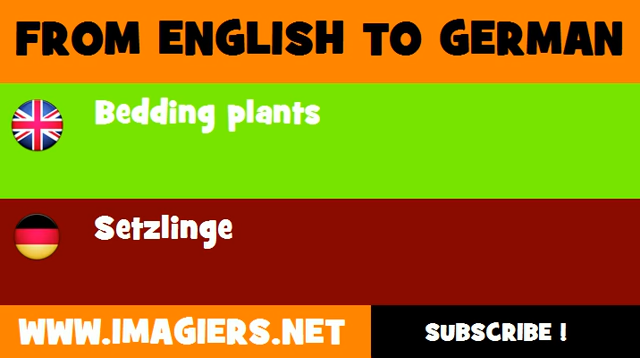 FROM ENGLISH TO GERMAN
Bedding plants
Setzlinge
WWW.IMAGIERS.NET
SUBSCRIBE !